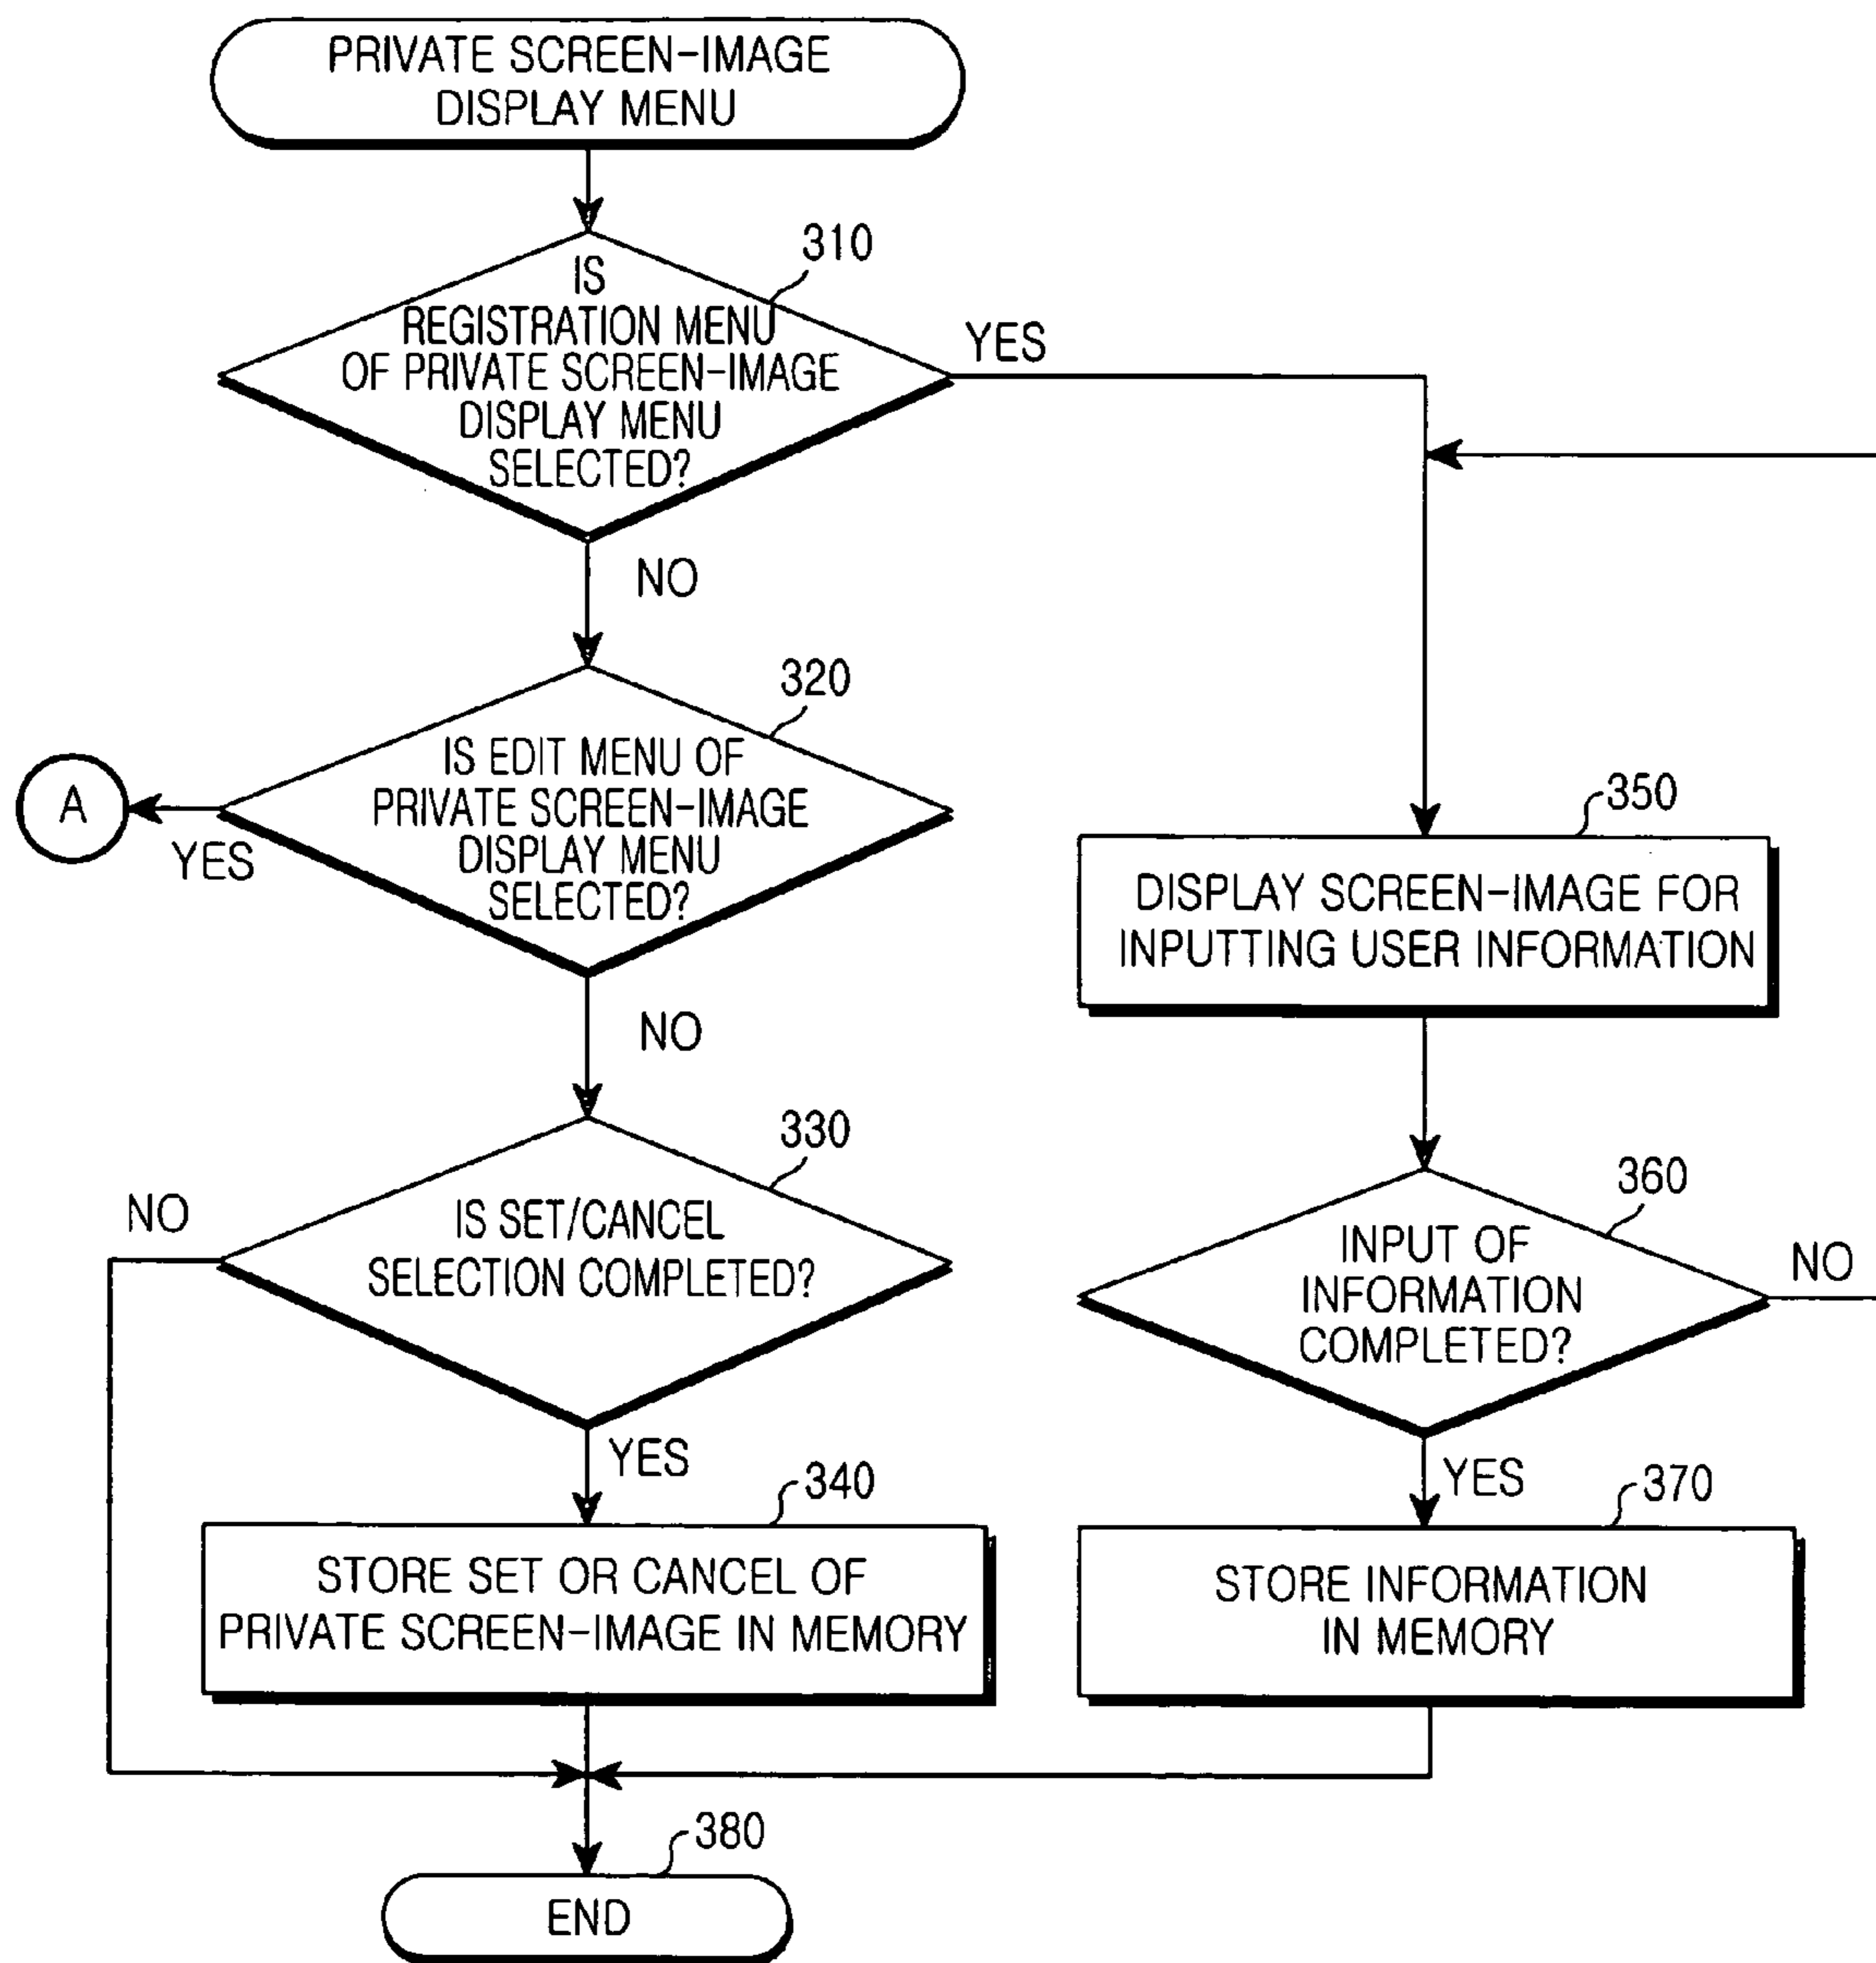 PRIVATE SCREEN-IMAGE
DISPLAY MENU
310
IS
REGISTRATION MENU
OF PRIVATE SCREEN-IMAGE
DISPLAY MENU
SELECTED?
YES
NO
320
IS EDIT MENU OF
PRIVATE SCREEN-IMAGE
DISPLAY MENU
SELECTED?
A
YES
NO
330
IS SET/CANCEL
SELECTION COMPLETED?
NO
YES
340
STORE SET OR CANCEL OF
PRIVATE SCREEN-IMAGE IN MEMORY
350
DISPLAY SCREEN-IMAGE FOR
INPUTTING USER INFORMATION
360
INPUT OF
INFORMATION
COMPLETED?
NO
YES
370
STORE INFORMATION
IN MEMORY
380
END